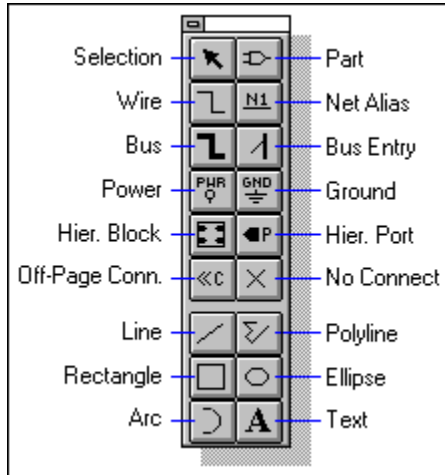 Selection Part
Wire N1 Net Alias
Bus Bus Entry
Power PWR GND Ground
Hier. Block P Hier. Port
Off-Page Conn. «C No Connect
Line Polyline
Rectangle Ellipse
Arc A Text